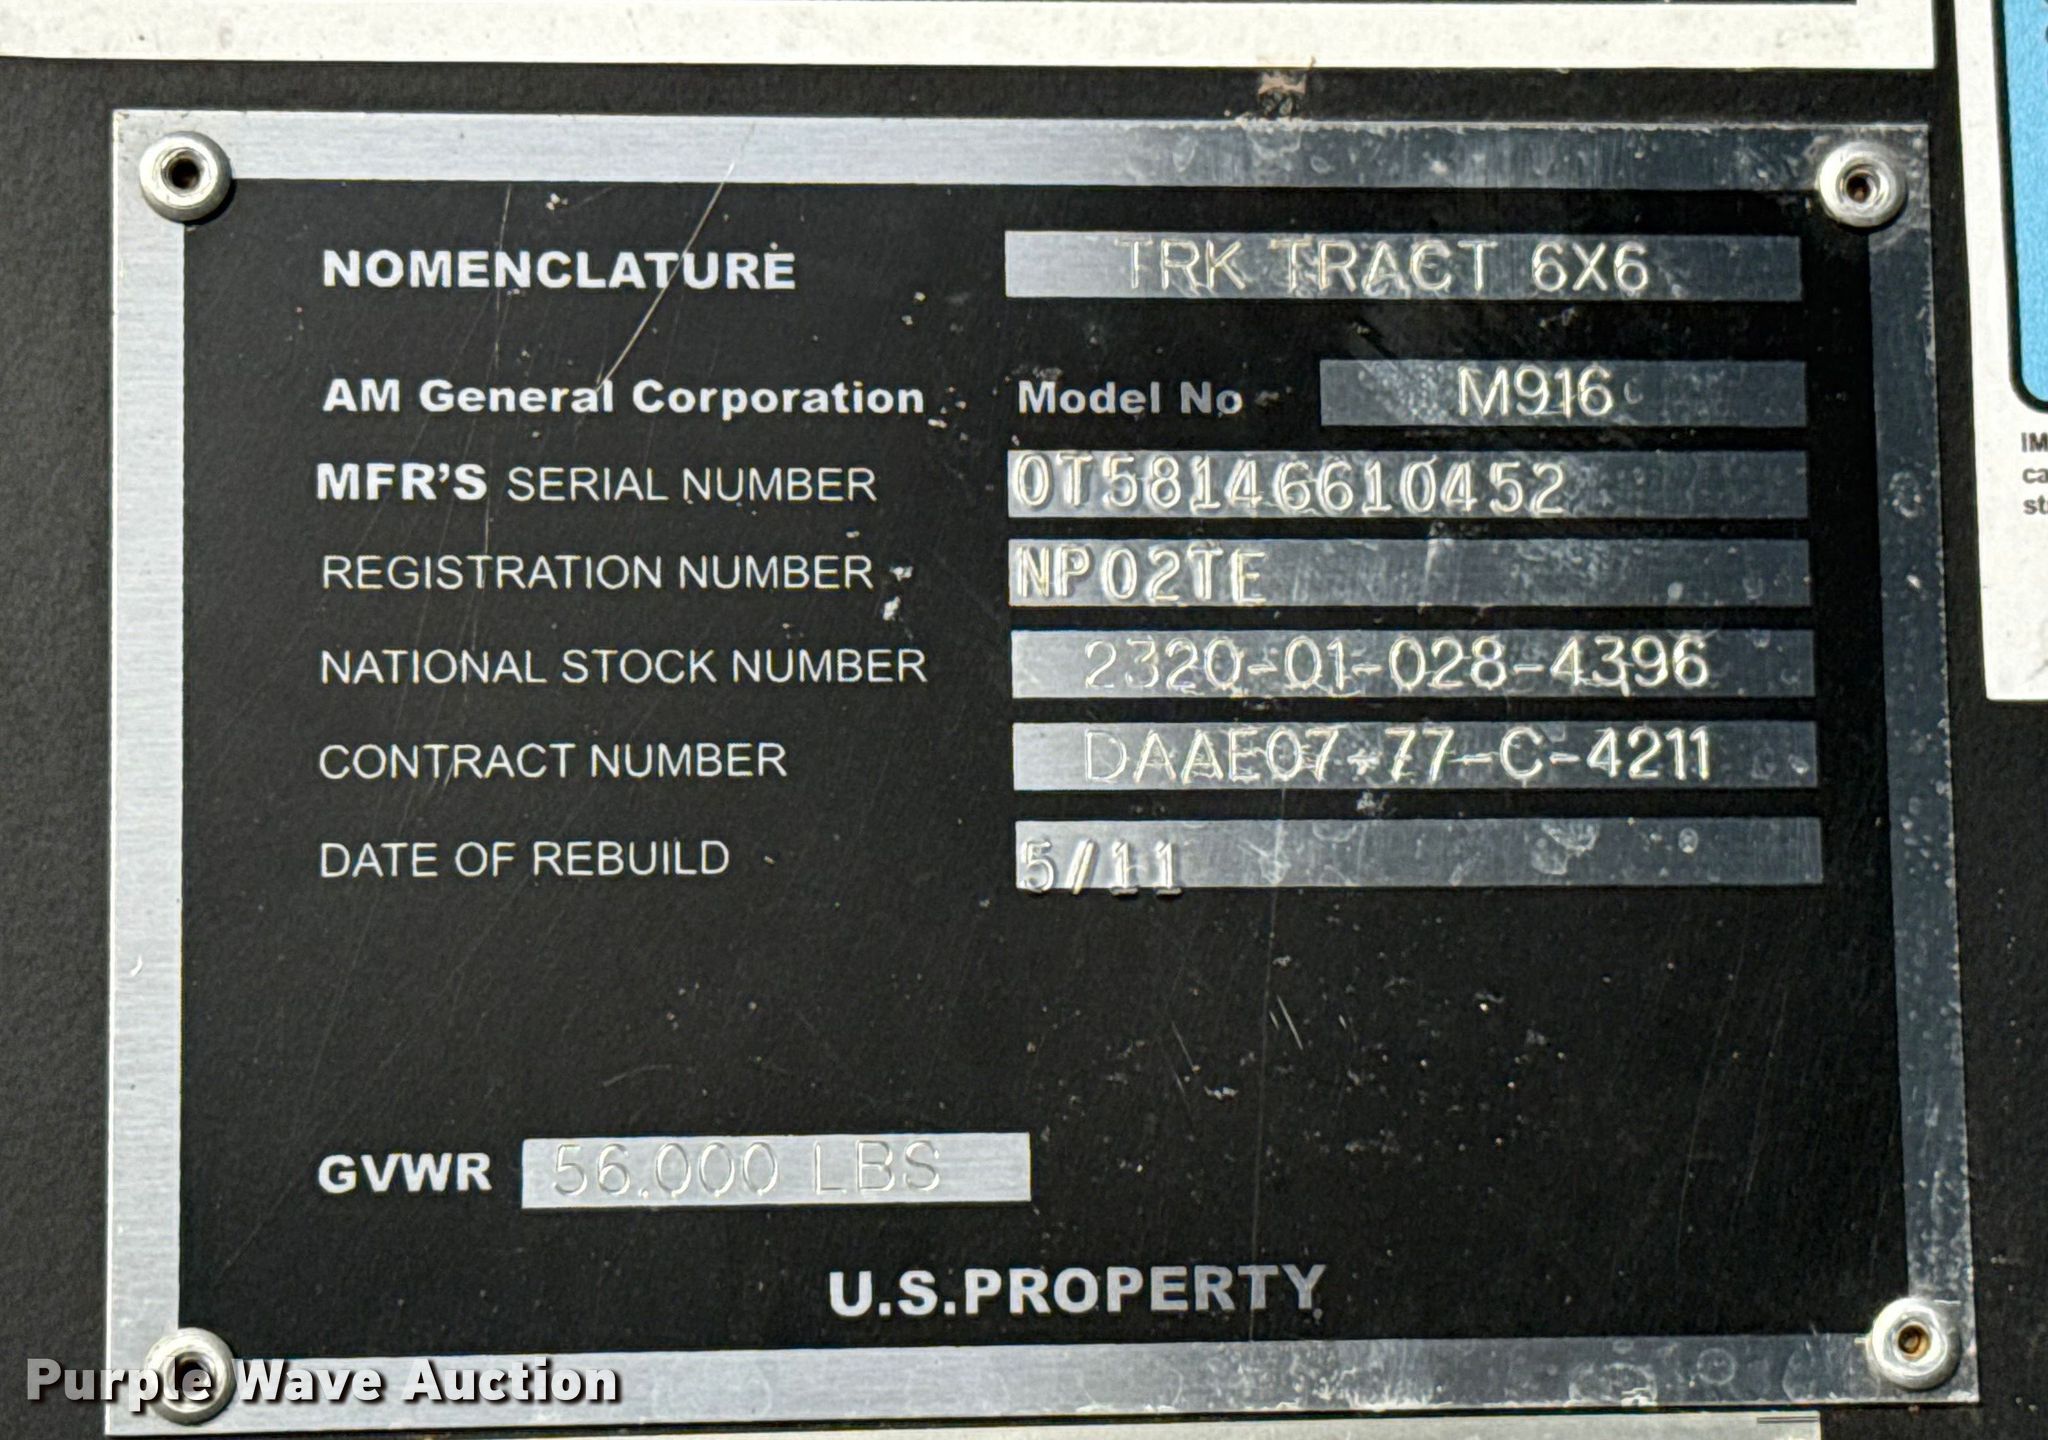 NOMENCLATURE TRK TRACT 6X6
AM General Corporation Model No M916
MFR'S SERIAL NUMBER 0T58146610452
REGISTRATION NUMBER NP02TE
NATIONAL STOCK NUMBER 2320-01-028-4396
CONTRACT NUMBER DAAE07-77-C-4211
DATE OF REBUILD 5/11
GVWR 56.000 LBS
U.S.PROPERTY
Purple Wave Auction
IM
ca